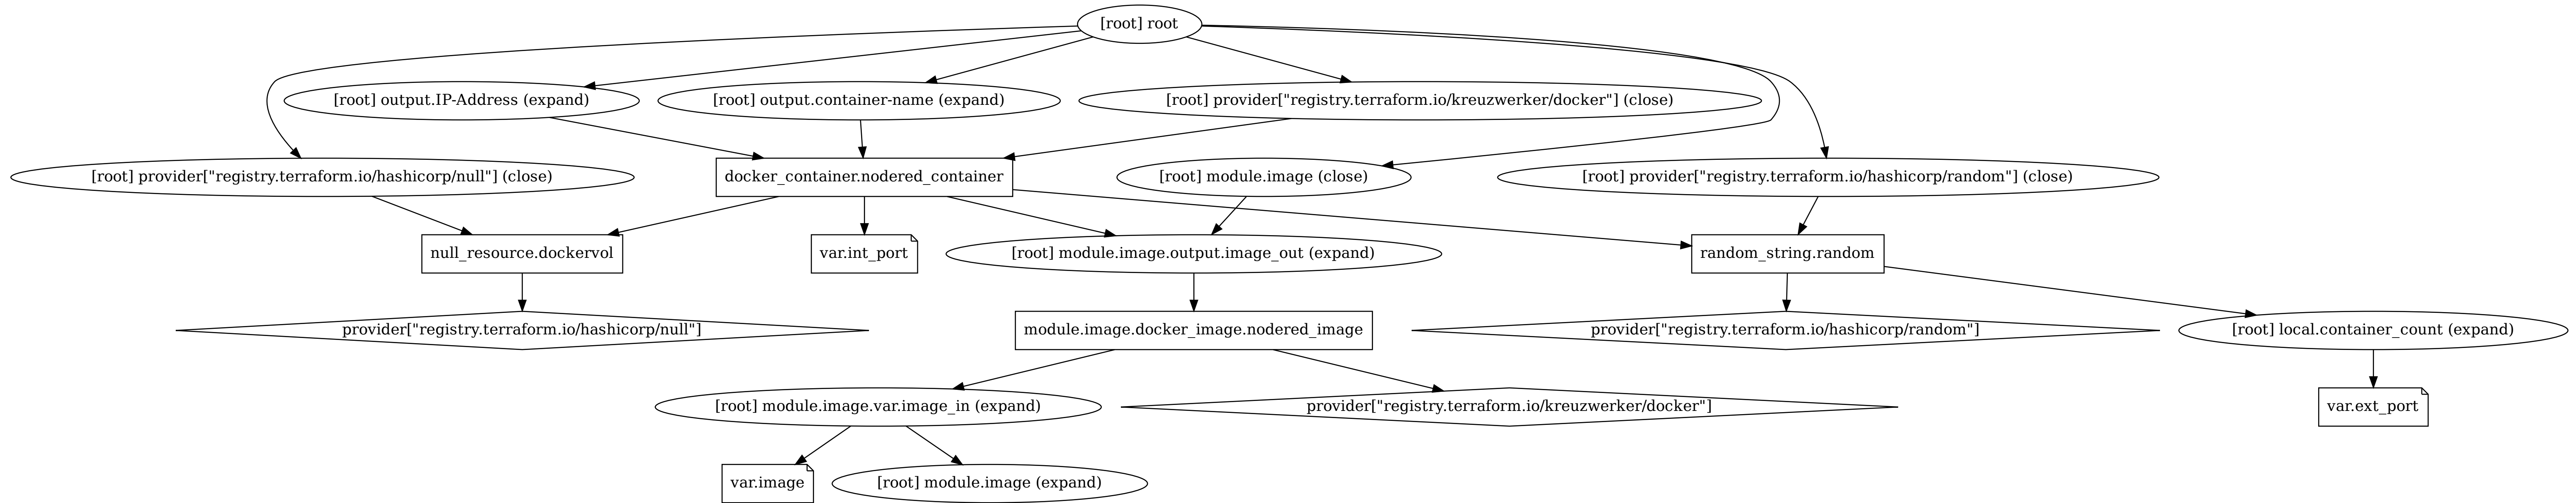 [root] root
[root] output.IP-Address (expand)
[root] output.container-name (expand)
[root] provider["registry.terraform.io/kreuzwerker/docker"] (close)
[root] provider["registry.terraform.io/hashicorp/null"] (close)
docker_container.nodered_container
[root] module.image (close)
[root] provider["registry.terraform.io/hashicorp/random"] (close)
null_resource.dockervol
var.int_port
[root] module.image.output.image_out (expand)
random_string.random
provider["registry.terraform.io/hashicorp/null"]
module.image.docker_image.nodered_image
provider["registry.terraform.io/hashicorp/random"]
[root] local.container_count (expand)
[root] module.image.var.image_in (expand)
provider["registry.terraform.io/kreuzwerker/docker"]
var.ext_port
var.image
[root] module.image (expand)